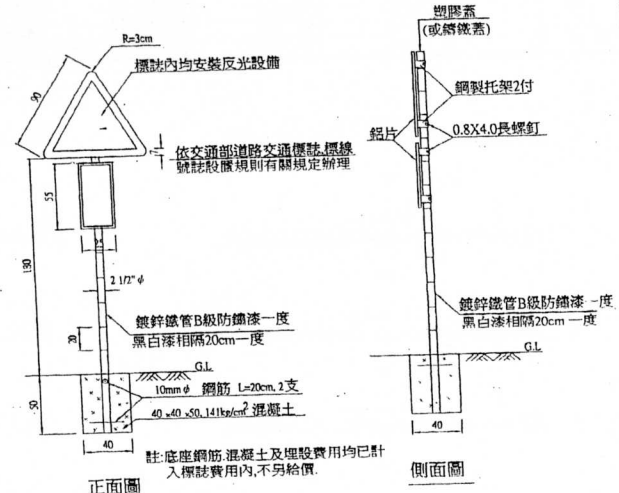 R=3cm
90
標誌內均安裝反光設備
7
依交通部道路交通標誌.標線
號誌設置規則有關規定辦理
55
130
2 1/2" φ
鍍鋅鐵管B級防鏽漆一度
黑白漆相隔20cm一度
20
G.L
10mm φ 鋼筋 L=20cm, 2支
40 x40 x50, 141kg/cm² 混凝土
50
40
註:底座鋼筋.混凝土及埋設費用均已計
入標誌費用內,不另給價.
正面圖
塑膠蓋
(或鑄鐵蓋)
鋼製托架2付
鋁片
0.8X4.0長螺釘
鍍鋅鐵管B級防鏽漆一度
黑白漆相隔20cm一度
G.L
40
側面圖